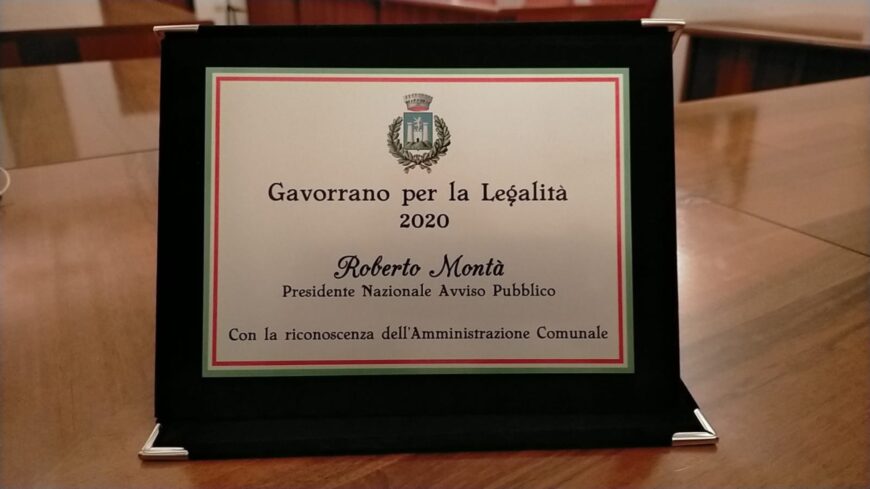 Gavorrano per la Legalità
2020
Roberto Montà
Presidente Nazionale Avviso Pubblico
Con la riconoscenza dell'Amministrazione Comunale